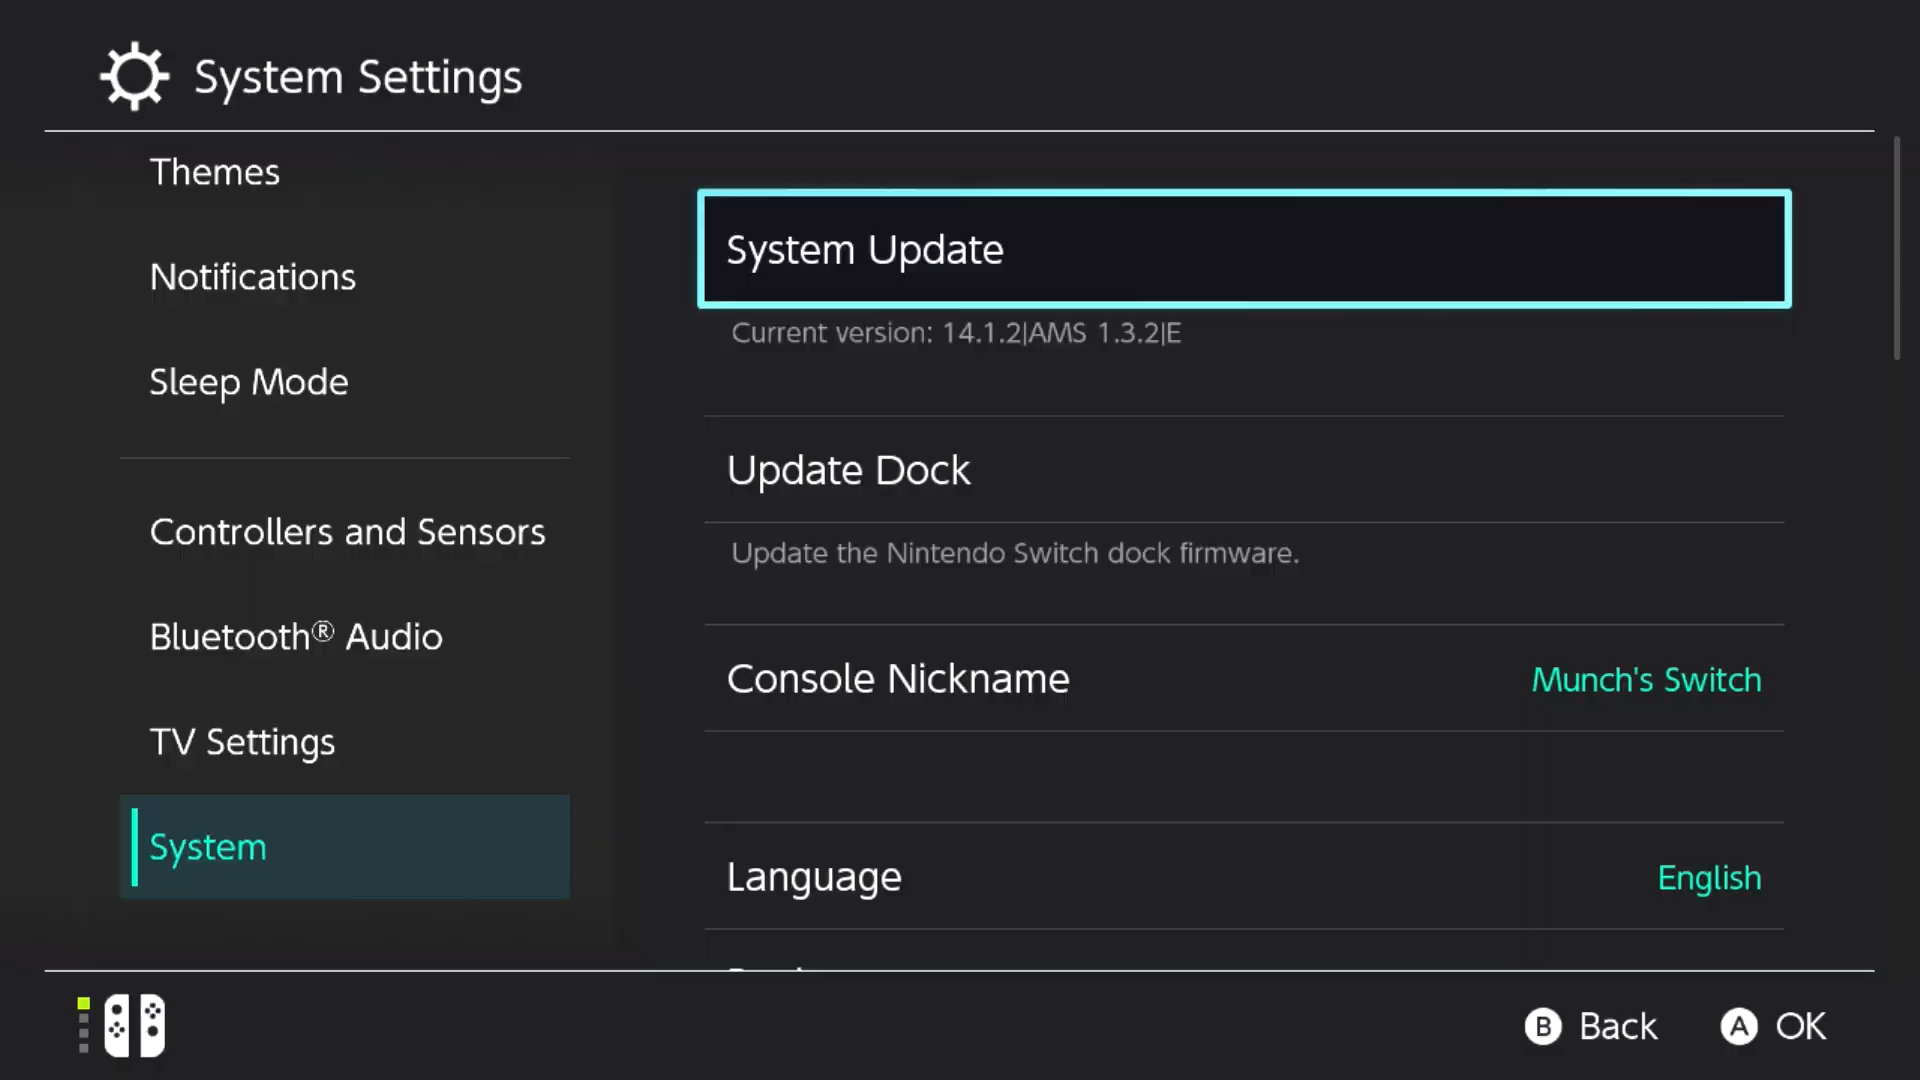 System Settings
Themes
Notifications
Sleep Mode
Controllers and Sensors
Bluetooth® Audio
TV Settings
System
System Update
Current version: 14.1.2|AMS 1.3.2|E
Update Dock
Update the Nintendo Switch dock firmware.
Console Nickname Munch's Switch
Language English
B Back A OK